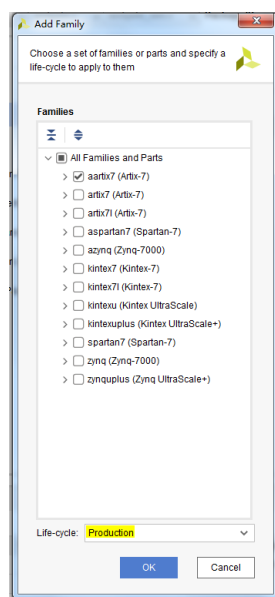 Add Family
Choose a set of families or parts and specify a
life-cycle to apply to them
Families
All Families and Parts
aartix7 (Artix-7)
artix7 (Artix-7)
artix7l (Artix-7)
aspartan7 (Spartan-7)
azynq (Zynq-7000)
kintex7 (Kintex-7)
kintex7l (Kintex-7)
kintexu (Kintex UltraScale)
kintexuplus (Kintex UltraScale+)
spartan7 (Spartan-7)
zynq (Zynq-7000)
zynquplus (Zynq UltraScale+)
Life-cycle: Production
OK Cancel